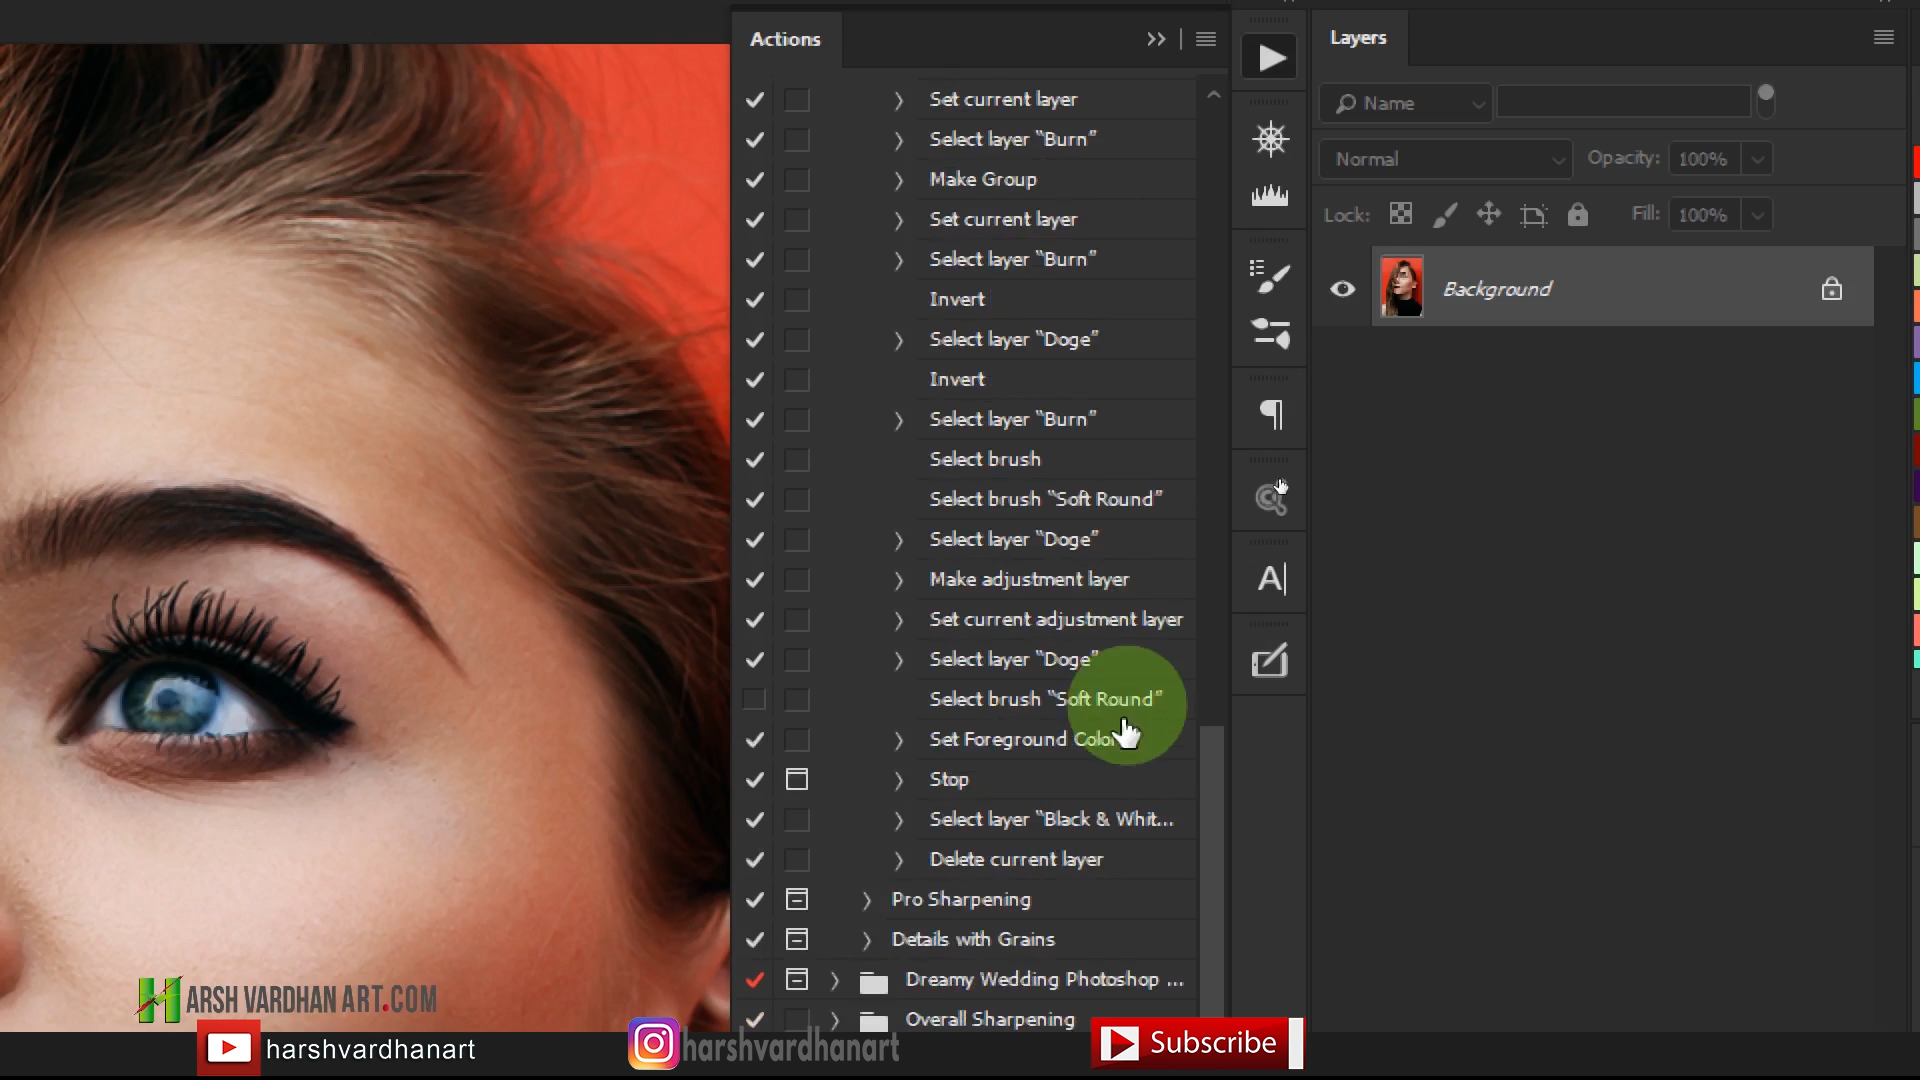 Actions
Set current layer
Select layer “Burn”
Make Group
Set current layer
Select layer “Burn”
Invert
Select layer “Doge”
Invert
Select layer “Burn”
Select brush
Select brush “Soft Round”
Select layer “Doge”
Make adjustment layer
Set current adjustment layer
Select layer “Doge”
Select brush “Soft Round”
Set Foreground Color
Stop
Select layer “Black & Whit...
Delete current layer
Pro Sharpening
Details with Grains
Dreamy Wedding Photoshop ...
Overall Sharpening
Layers
Name
Normal
Opacity: 100%
Lock:
Fill: 100%
Background
HARSH VARDHAN ART.COM
harshvardhanart
harshvardhanart
Subscribe